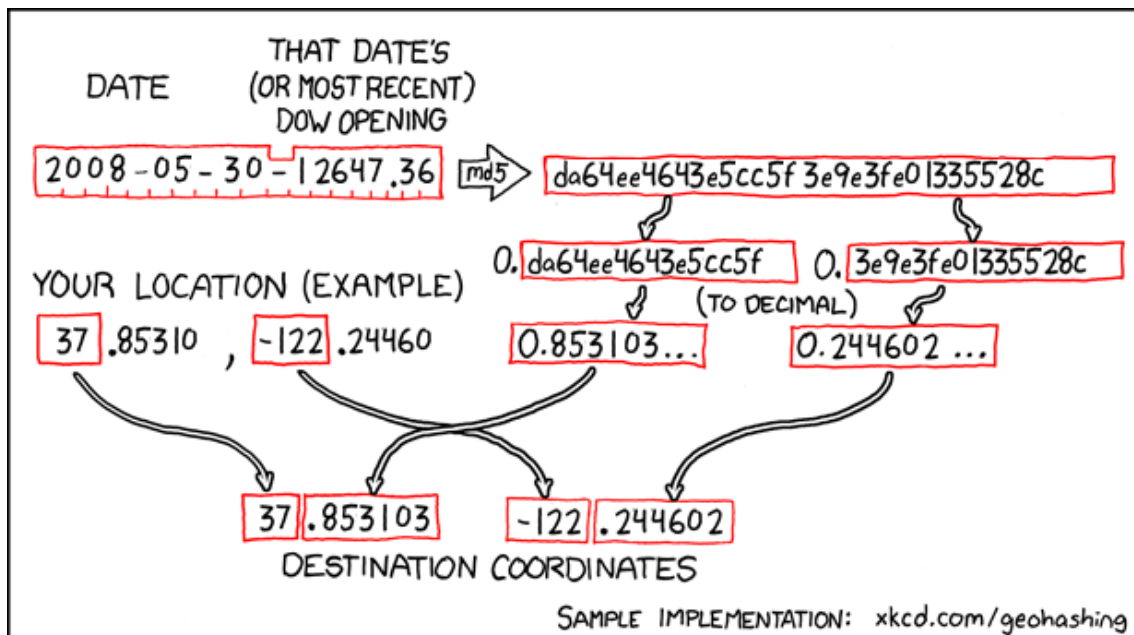 DATE
THAT DATE'S
(OR MOST RECENT)
DOW OPENING
2008-05-30-12647.36
md5
da64ee4643e5cc5f3e9e3fe01335528c
0.da64ee4643e5cc5f
0.3e9e3fe01335528c
YOUR LOCATION (EXAMPLE)
(TO DECIMAL)
37.85310, -122.24460
0.853103...
0.244602...
37.853103
-122.244602
DESTINATION COORDINATES
SAMPLE IMPLEMENTATION: xkcd.com/geohashing